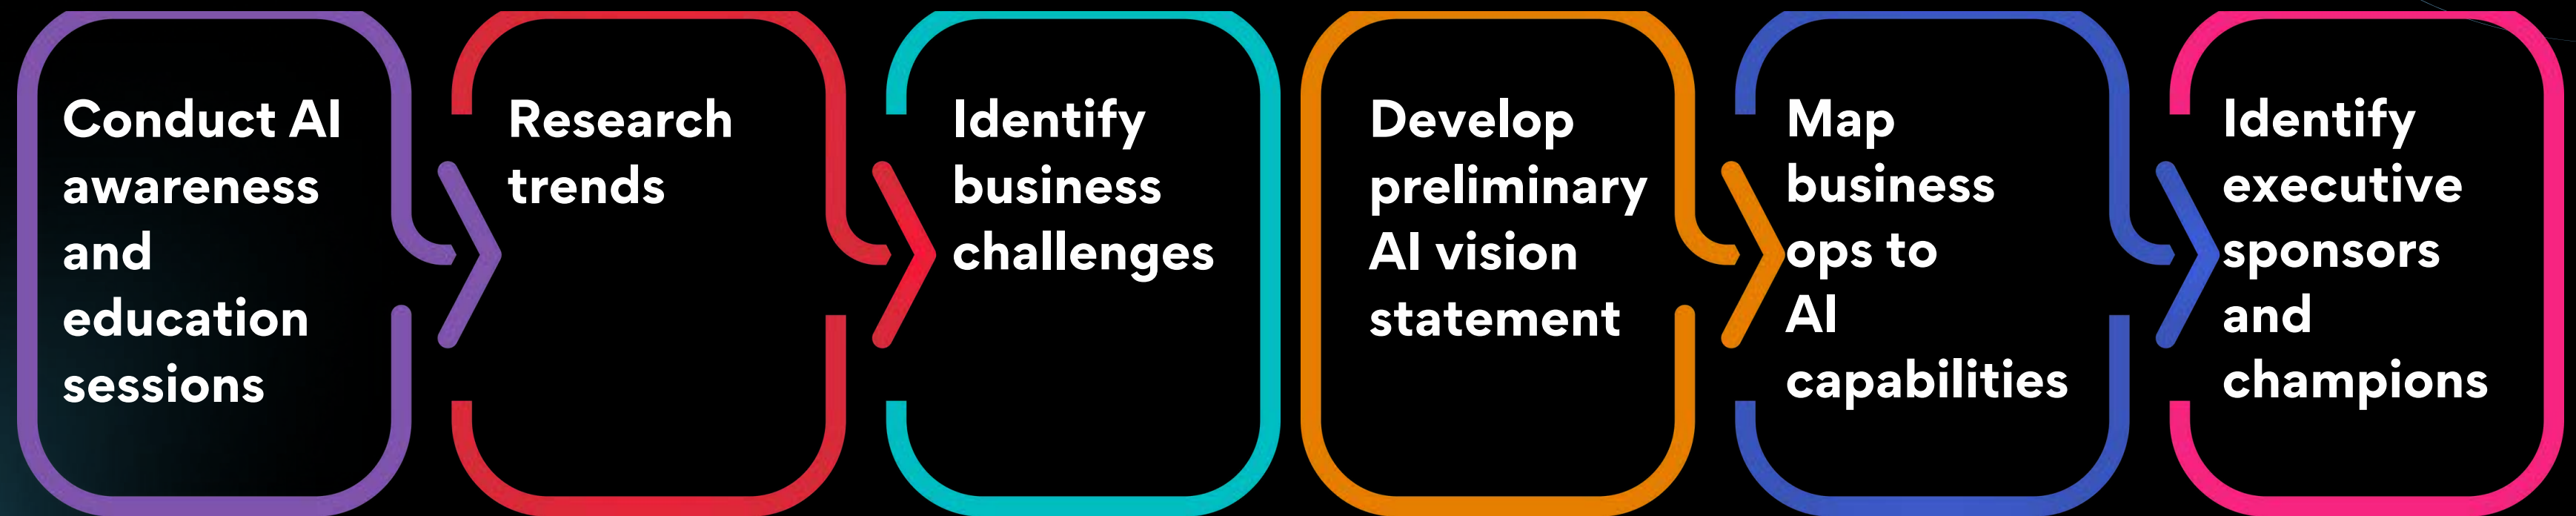 Conduct AI
awareness
and
education
sessions
Research
trends
Identify
business
challenges
Develop
preliminary
AI vision
statement
Map
business
ops to
AI
capabilities
Identify
executive
sponsors
and
champions